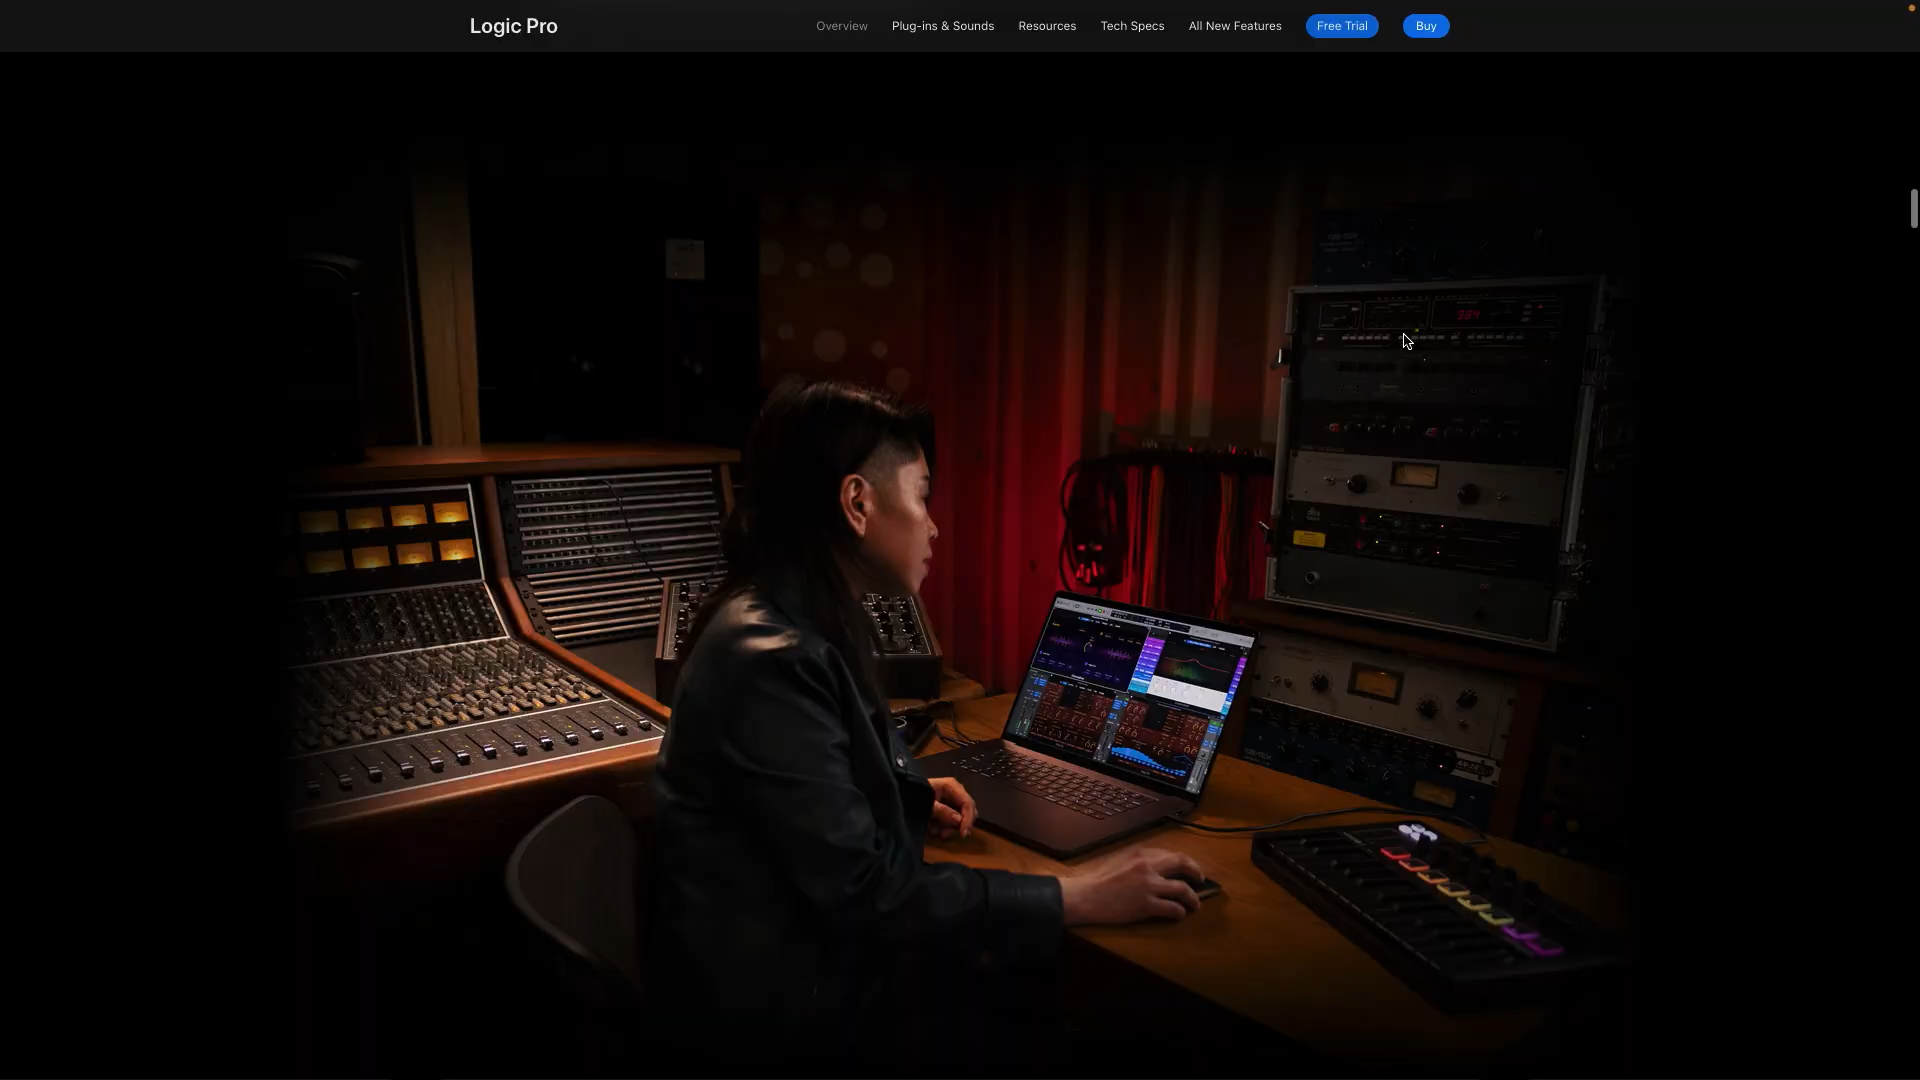 Logic Pro
Overview
Plug-ins & Sounds
Resources
Tech Specs
All New Features
Free Trial
Buy